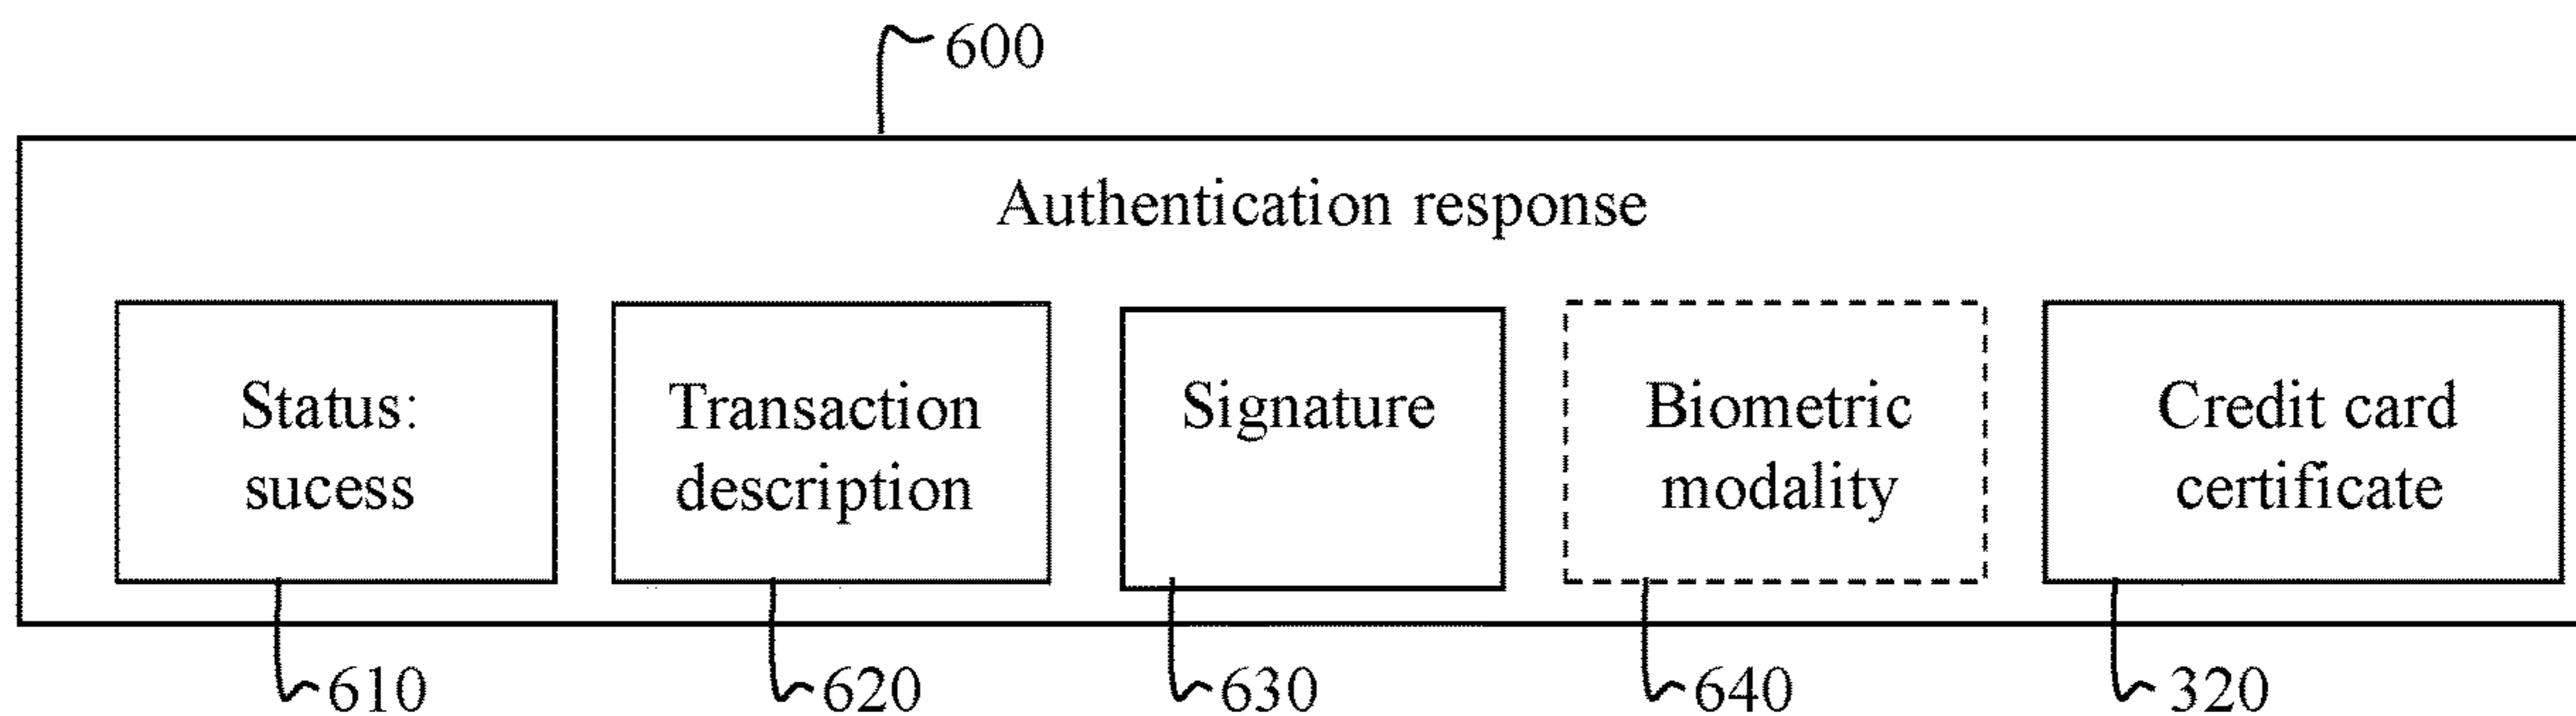 600
Authentication response
Status:
sucess
Transaction
description
Signature
Biometric
modality
Credit card
certificate
610
620
630
640
320